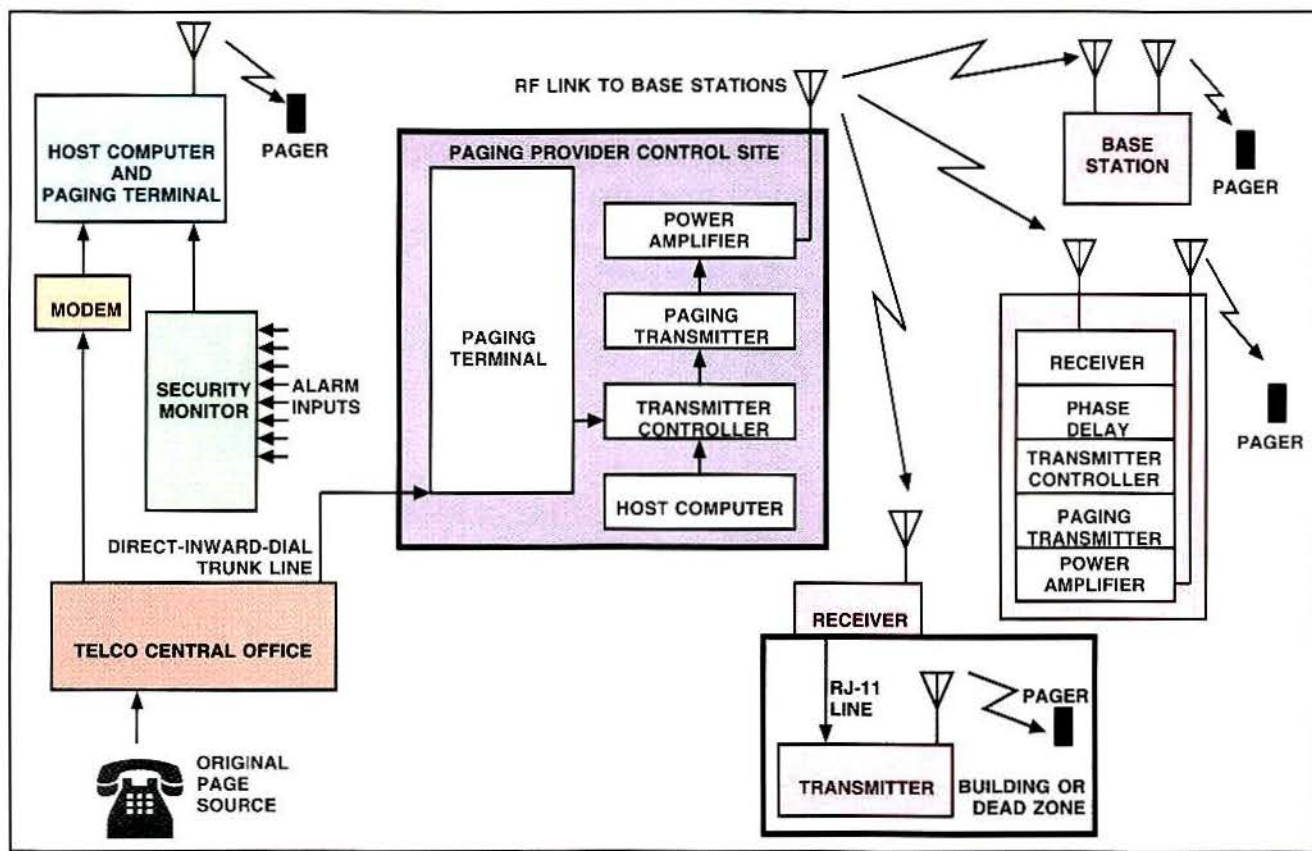 HOST COMPUTER
AND
PAGING TERMINAL
PAGER
MODEM
SECURITY
MONITOR
ALARM
INPUTS
DIRECT-INWARD-DIAL
TRUNK LINE
TELCO CENTRAL OFFICE
ORIGINAL
PAGE
SOURCE
RF LINK TO BASE STATIONS
PAGING PROVIDER CONTROL SITE
PAGING
TERMINAL
POWER
AMPLIFIER
PAGING
TRANSMITTER
TRANSMITTER
CONTROLLER
HOST COMPUTER
BASE
STATION
PAGER
RECEIVER
PHASE
DELAY
TRANSMITTER
CONTROLLER
PAGING
TRANSMITTER
POWER
AMPLIFIER
PAGER
RECEIVER
RJ-11
LINE
PAGER
TRANSMITTER
BUILDING OR
DEAD ZONE